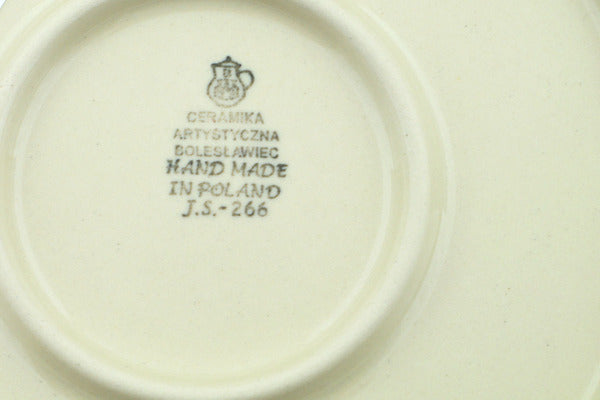 CERAMIKA
ARTYSTYCZNA
BOLESŁAWIEC
HAND MADE
IN POLAND
J.S.-266